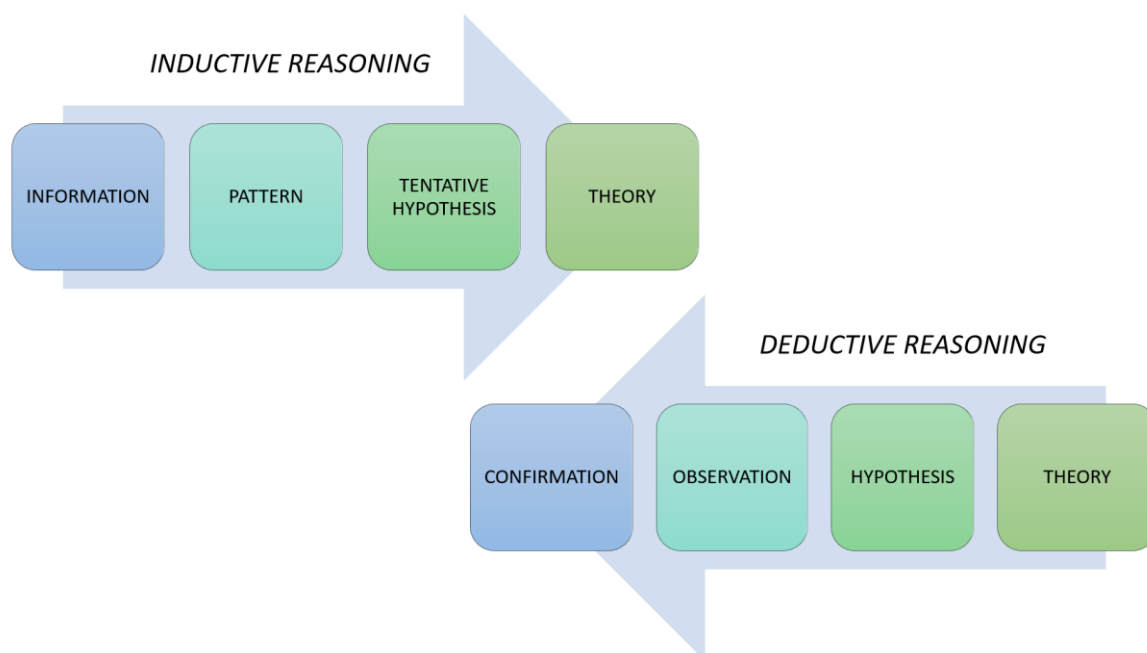 INDUCTIVE REASONING
INFORMATION
PATTERN
TENTATIVE
HYPOTHESIS
THEORY
DEDUCTIVE REASONING
CONFIRMATION
OBSERVATION
HYPOTHESIS
THEORY